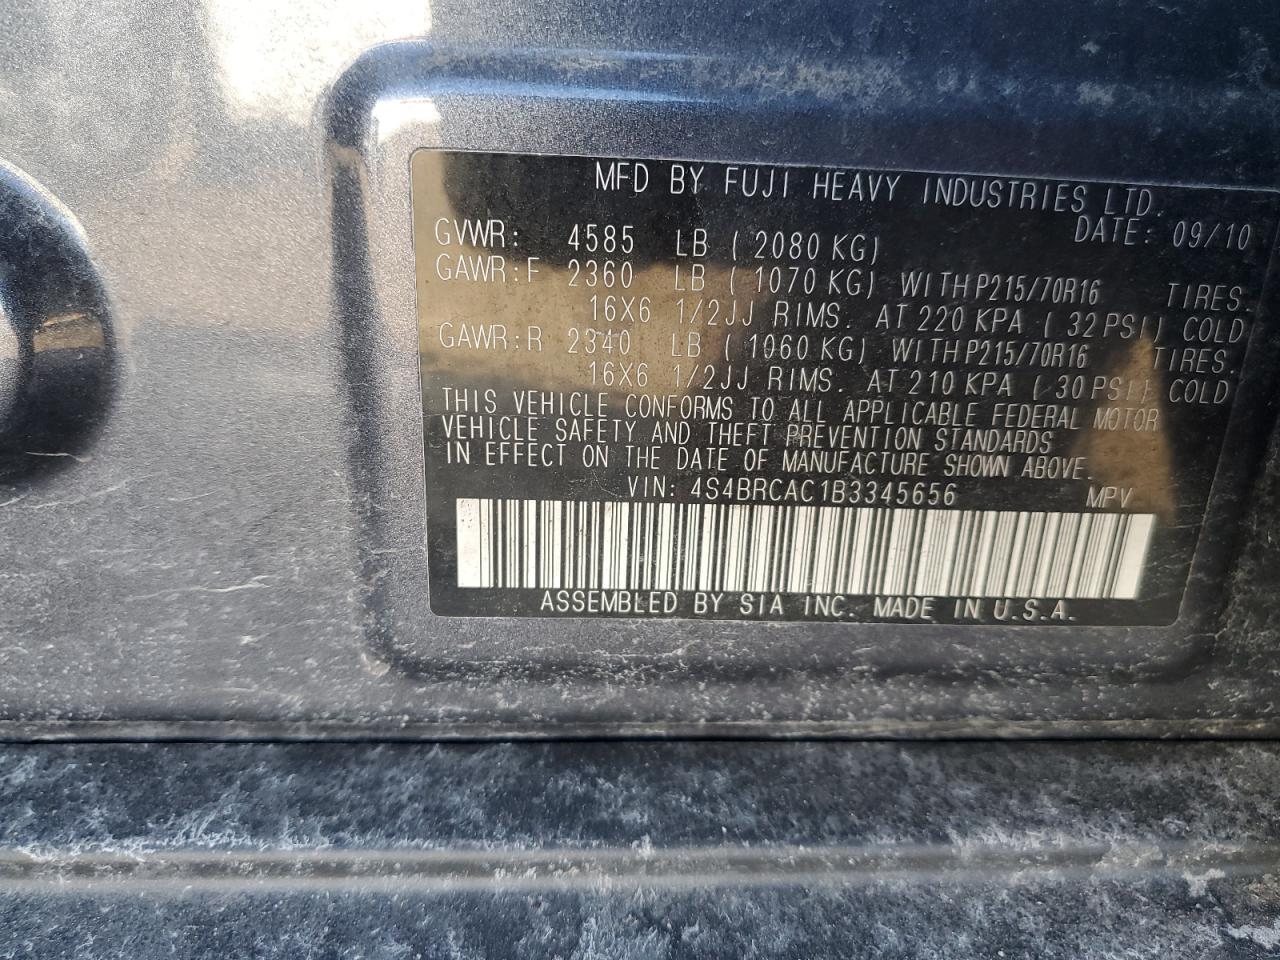 MFD BY FUJI HEAVY INDUSTRIES LTD.
DATE: 09/10
GVWR: 4585 LB (2080 KG)
GAWR:F 2360 LB (1070 KG) WITH P215/70R16 TIRES.
16X6 1/2JJ RIMS. AT 220 KPA (32 PSI) COLD
GAWR:R 2340 LB (1060 KG) WITH P215/70R16 TIRES.
16X6 1/2JJ RIMS. AT 210 KPA (30 PSI) COLD
THIS VEHICLE CONFORMS TO ALL APPLICABLE FEDERAL MOTOR
VEHICLE SAFETY AND THEFT PREVENTION STANDARDS
IN EFFECT ON THE DATE OF MANUFACTURE SHOWN ABOVE.
VIN: 4S4BRCAC1B3345656 MPV
ASSEMBLED BY SIA INC. MADE IN U.S.A.